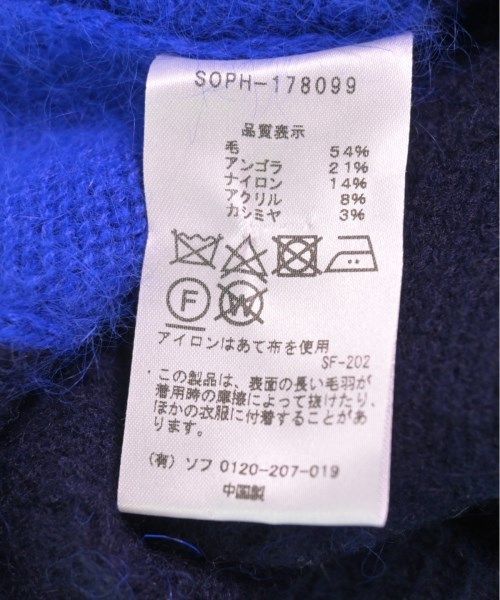 SOPH-178099
品質表示
毛 54%
アンゴラ 21%
ナイロン 14%
アクリル 8%
カシミヤ 3%
F W
アイロンはあて布を使用
SF-202
・この製品は、表面の長い毛羽が
着用時の摩擦によって抜けたり、
ほかの衣服に付着することがあ
ります。
(有) ソフ 0120-207-019
中国製